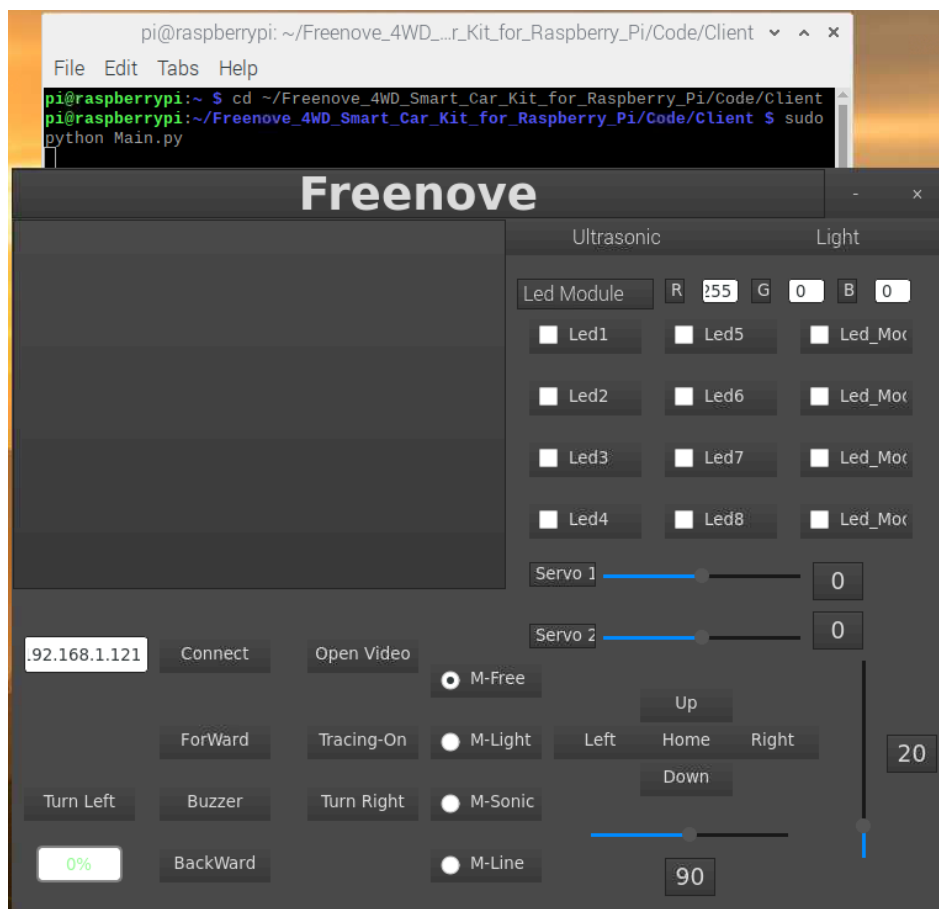 pi@raspberrypi: ~/Freenove_4WD_...r_Kit_for_Raspberry_Pi/Code/Client
File Edit Tabs Help
pi@raspberrypi:~ $ cd ~/Freenove_4WD_Smart_Car_Kit_for_Raspberry_Pi/Code/Client
pi@raspberrypi:~/Freenove_4WD_Smart_Car_Kit_for_Raspberry_Pi/Code/Client $ sudo
python Main.py
Freenove - ×
Ultrasonic Light
Led Module R 255 G 0 B 0
Led1 Led5 Led_Moc
Led2 Led6 Led_Moc
Led3 Led7 Led_Moc
Led4 Led8 Led_Moc
Servo 1 0
Servo 2 0
.92.168.1.121 Connect Open Video
M-Free
Up
ForWard Tracing-On M-Light Left Home Right
20
Down
Turn Left Buzzer Turn Right M-Sonic
0% BackWard M-Line
90